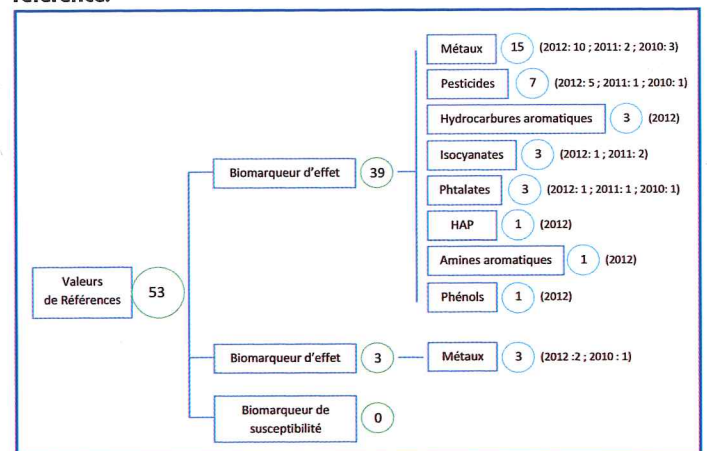 référence.
Métaux 15 (2012: 10 ; 2011: 2 ; 2010: 3)
Pesticides 7 (2012: 5 ; 2011: 1 ; 2010: 1)
Hydrocarbures aromatiques 3 (2012)
Isocyanates 3 (2012: 1 ; 2011: 2)
Biomarqueur d'effet 39
Phtalates 3 (2012: 1 ; 2011: 1 ; 2010: 1)
HAP 1 (2012)
Amines aromatiques 1 (2012)
Phénols 1 (2012)
Valeurs
de Références 53
Biomarqueur d'effet 3 Métaux 3 (2012 :2 ; 2010 : 1)
Biomarqueur de
susceptibilité 0